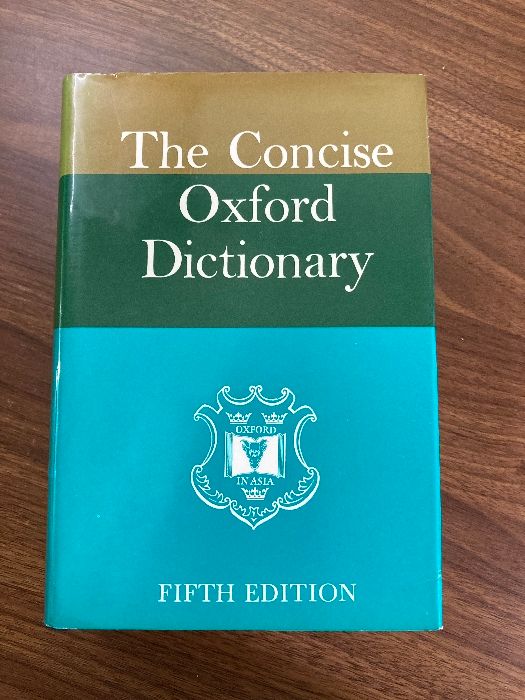 The Concise
Oxford
Dictionary
OXFORD
IN ASIA
FIFTH EDITION